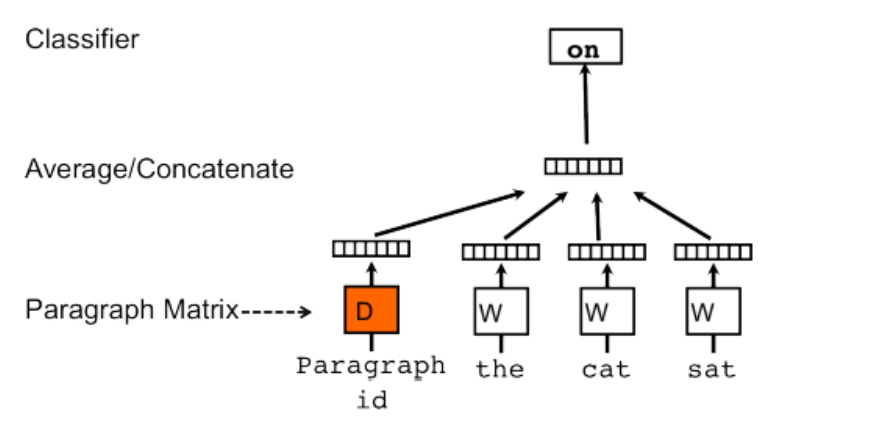 Classifier
on
Average/Concatenate
Paragraph Matrix
D
W
W
W
Paragraph
id
the
cat
sat